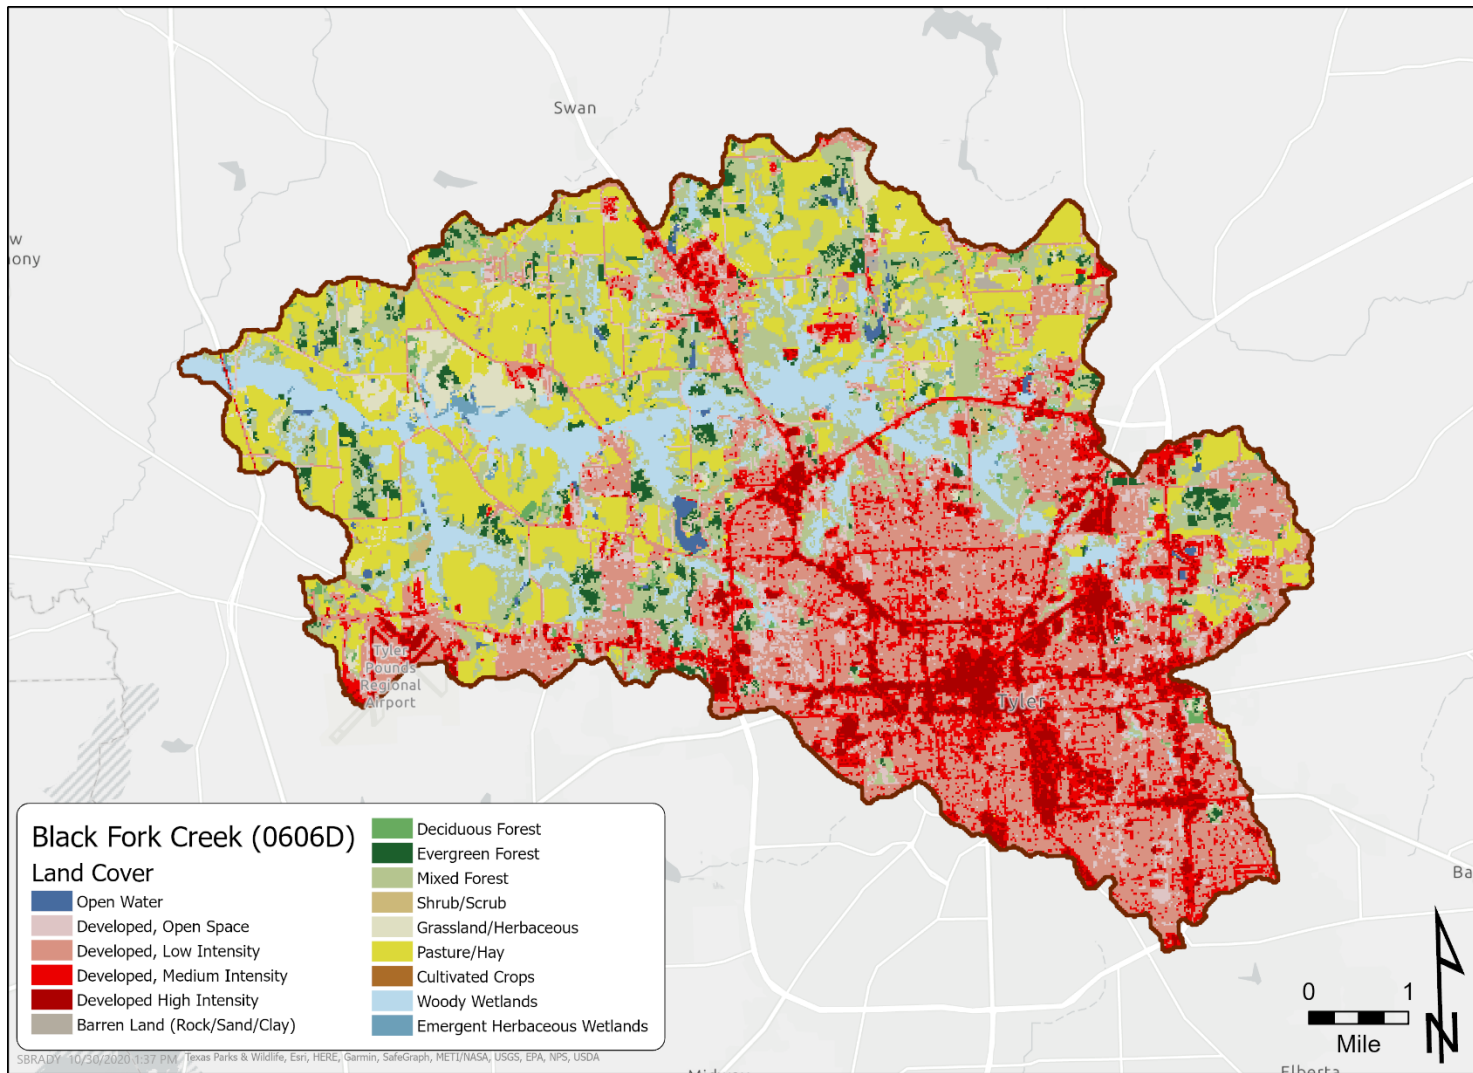 Swan
w
ony
Tyler
Pounds
Regional
Airport
Tyler
Black Fork Creek (0606D)
Land Cover
Open Water
Developed, Open Space
Developed, Low Intensity
Developed, Medium Intensity
Developed High Intensity
Barren Land (Rock/Sand/Clay)
Deciduous Forest
Evergreen Forest
Mixed Forest
Shrub/Scrub
Grassland/Herbaceous
Pasture/Hay
Cultivated Crops
Woody Wetlands
Emergent Herbaceous Wetlands
Ba
0 1
Mile
N
SBRADY 10/30/2020 1:37 PM Texas Parks & Wildlife, Esri, HERE, Garmin, SafeGraph, METI/NASA, USGS, EPA, NPS, USDA